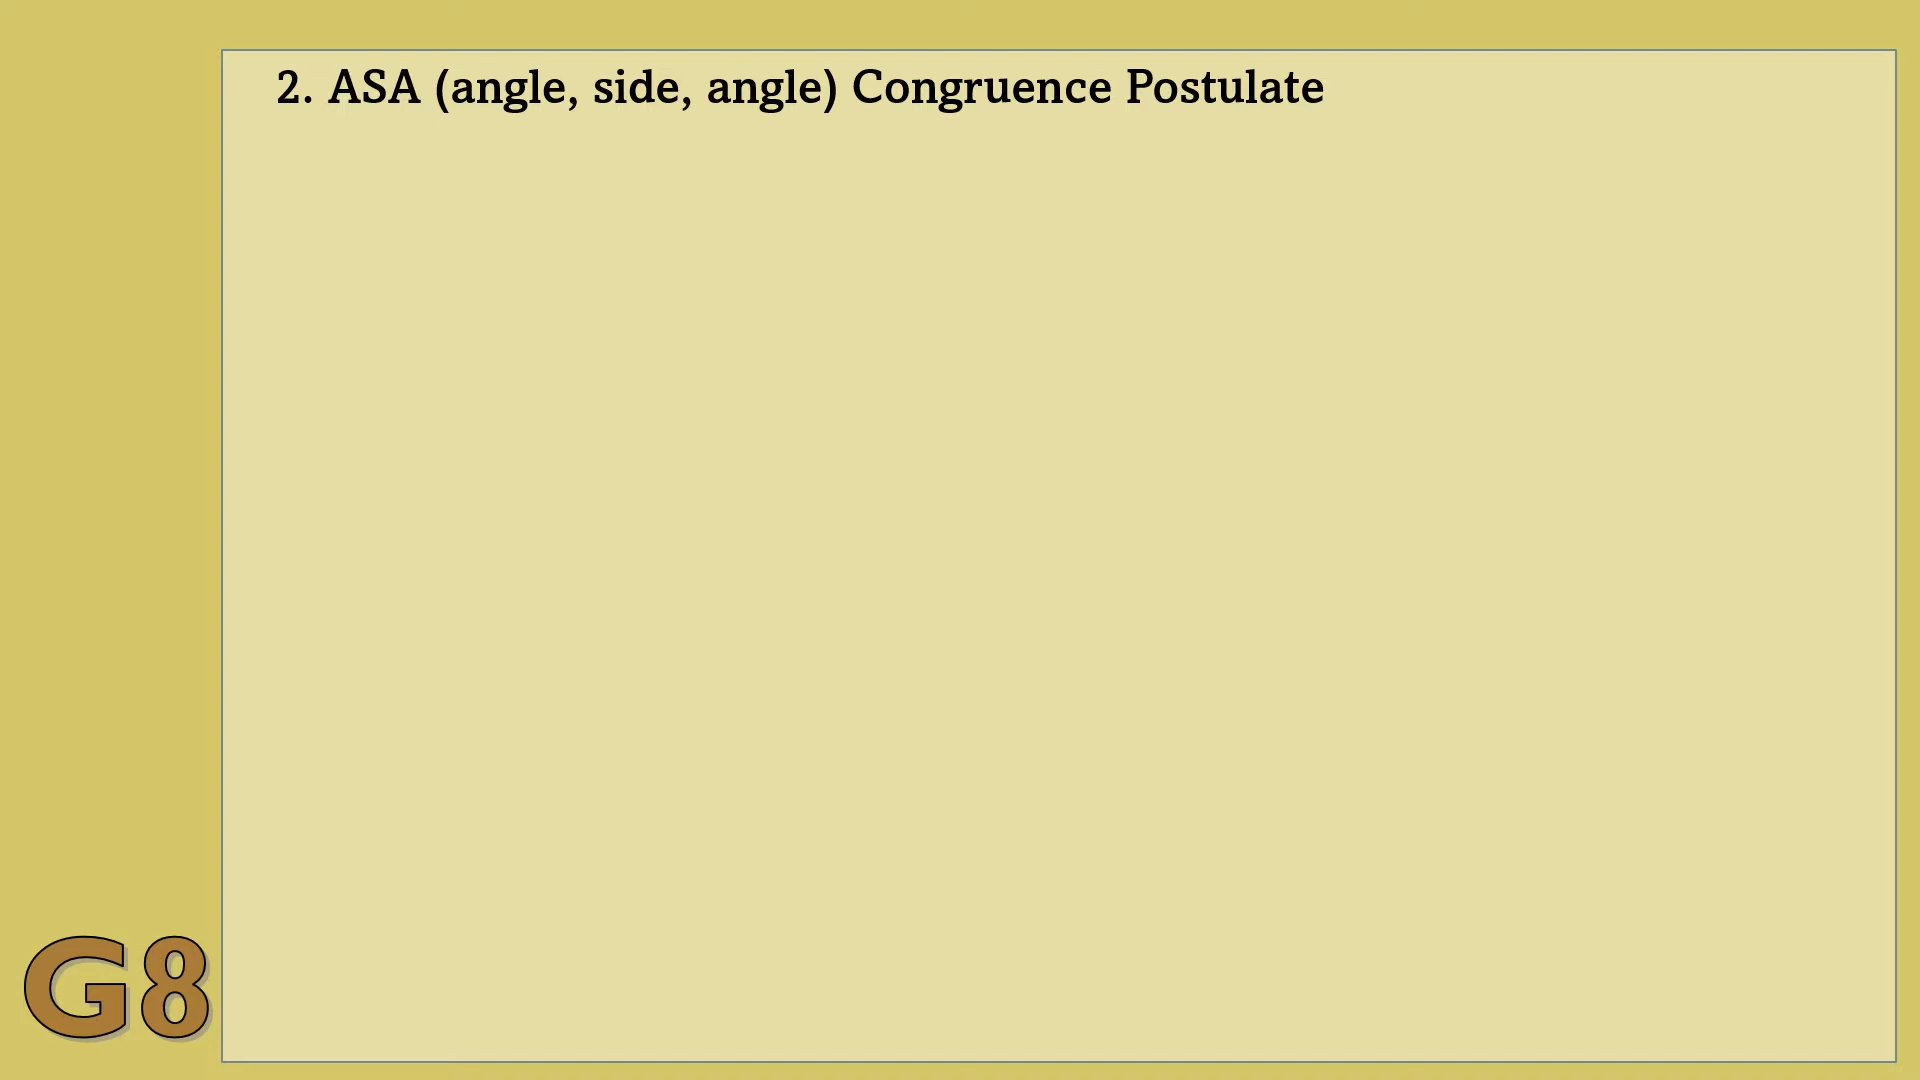 2. ASA (angle, side, angle) Congruence Postulate
G8